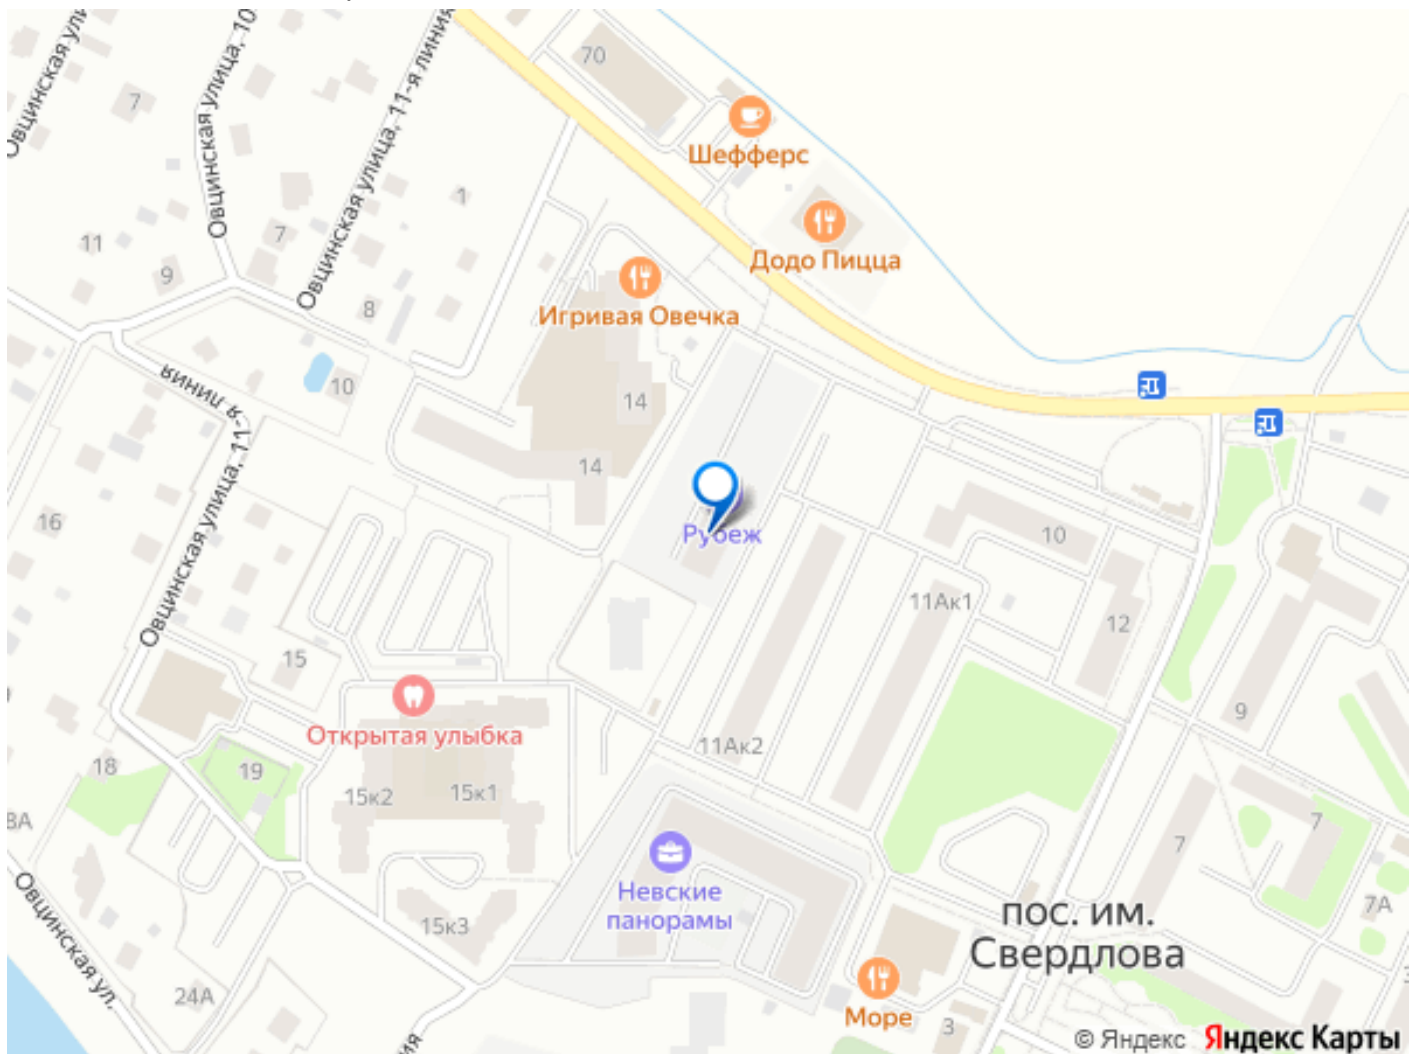 Овцинская ул
Овцинская улица, 10
Овцинская улица, 11-я линия
70
7
Шефферс
1
11
7
9
Додо Пицца
8
Игривая Овечка
10
14
я линия
14
Овцинская улица, 11-
16
Рубеж
10
11Ак1
12
15
9
Открытая улыбка
11Ак2
18
19
15к2
15к1
8А
7
7
Невские
панорамы
Овцинская ул.
15к3
7А
пос. им.
Свердлова
24А
Море
3
© Яндекс Яндекс Карты